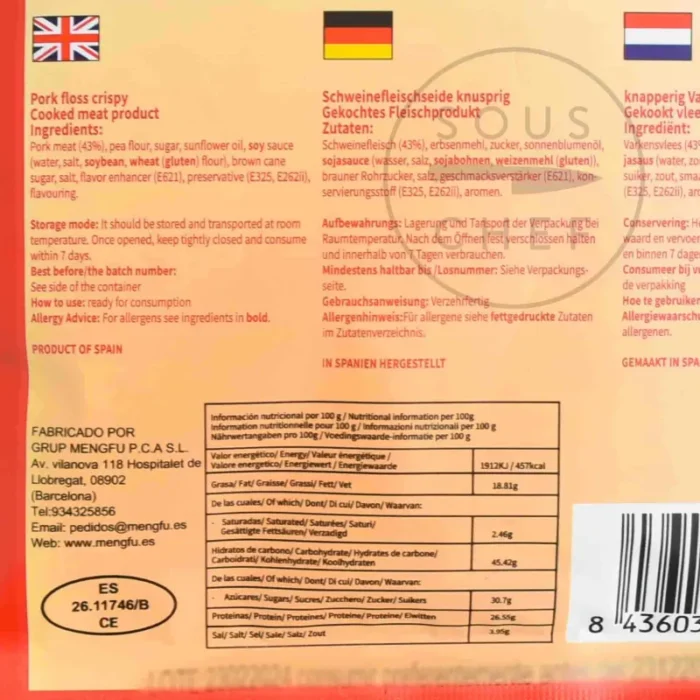 Pork floss crispy
Cooked meat product
Ingredients:
Pork meat (43%), pea flour, sugar, sunflower oil, soy sauce
(water, salt, soybean, wheat (gluten) flour), brown cane
sugar, salt, flavor enhancer (E621), preservative (E325, E262ii),
flavouring.
Storage mode: It should be stored and transported at room
temperature. Once opened, keep tightly closed and consume
within 7 days.
Best before/the batch number:
See side of the container
How to use: ready for consumption
Allergy Advice: For allergens see ingredients in bold.
PRODUCT OF SPAIN
Schweinefleischseide knusprig
Gekochtes Fleischprodukt
Zutaten:
Schweinefleisch (43%), erbsenmehl, zucker, sonnenblumenöl,
sojasauce (wasser, salz, sojabohnen, weizenmehl (gluten)),
brauner Rohrzucker, salz, geschmacksverstärker (E621), kon-
servierungsstoff (E325, E262ii), aromen.
Aufbewahrung: Lagerung und Tansport der Verpackung bei
Raumtemperatur. Nach dem Öffnen fest verschlossen halten
und innerhalb von 7 Tagen verbrauchen.
Mindestens haltbar bis /Losnummer: Siehe Verpackungs-
seite.
Gebrauchsanweisung: Verzehrfertig
Allergenhinweis:Für allergene siehe fettgedruckte Zutaten
im Zutatenverzeichnis.
IN SPANIEN HERGESTELLT
knapperig Va
Gekookt vlee
Ingrediënt:
Varkensvlees (43%
jasaus (water, zo
suiker, zout, sma
(E325, E262ii), ar
Conservering: H
waard en vervoe
en binnen 7 dage
Consumeer bij v
de verpakking
Hoe te gebruike
Allergiewaarsch
allergenen.
GEMAAKT IN SPA
SOUS
CHEF
FABRICADO POR
GRUP MENGFU P.C.A S.L.
Av. vilanova 118 Hospitalet de
Llobregat, 08902
(Barcelona)
Tel:934325856
Email: pedidos@mengfu.es
Web: www.mengfu.es
ES
26.11746/B
CE
Información nutricional por 100 g / Nutritional information per 100g
Information nutritionnelle pour 100 g / Informazioni nutrizionali per 100 g
Nährwertangaben pro 100g / Voedingswaarde-informatie per 100 g
Valor energético/ Energy/ Valeur énergétique /
Valore energetico/ Energiewert / Energiewaarde
1912KJ / 457kcal
Grasa/ Fat/ Graisse/ Grassi/ Fett/ Vet
18.81g
De las cuales/ Of which/ Dont/ Di cui/ Davon/ Waarvan:
- Saturadas/ Saturated/ Saturées/ Saturi/
Gesättigte Fettsäuren/ Verzadigd
2.46g
Hidratos de carbono/ Carbohydrate/ Hydrates de carbone/
Carboidrati/ Kohlenhydrate/ Koolhydraten
45.42g
De las cuales/ Of which/ Dont/ Di cui/ Davon/ Waarvan:
- Azúcares/ Sugars/ Sucres/ Zucchero/ Zucker/ Suikers
30.7g
Proteínas/ Protein/ Proteines/ Proteine/ Proteine/ Eiwitten
26.55g
Sal/ Salt/ Sel/ Sale/ Salz/ Zout
3.95g
8 43603